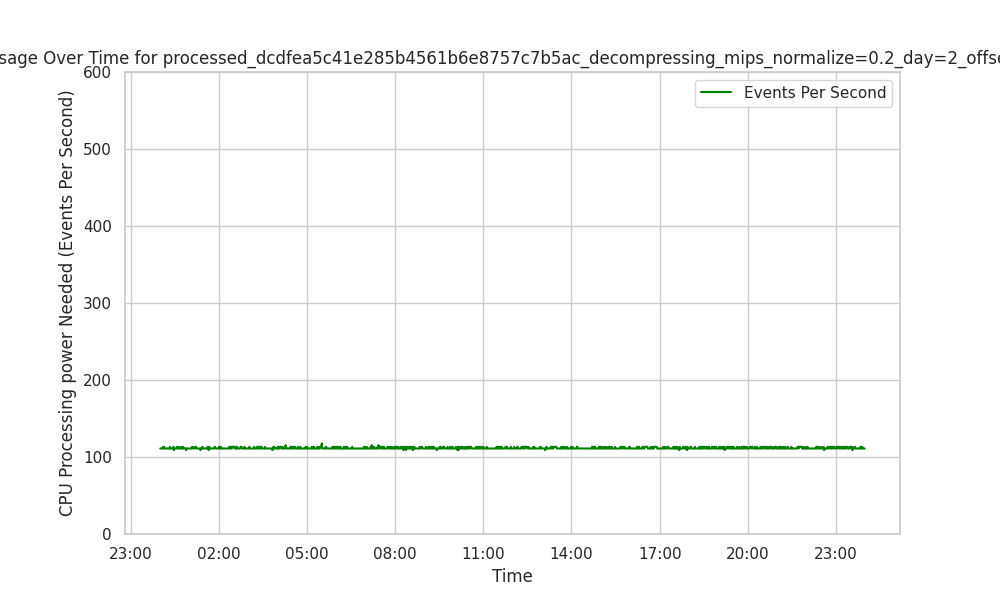 sage Over Time for processed_dcdfea5c41e285b4561b6e8757c7b5ac_decompressing_mips_normalize=0.2_day=2_offse
Events Per Second
CPU Processing power Needed (Events Per Second)
600
500
400
300
200
100
0
23:00 02:00 05:00 08:00 11:00 14:00 17:00 20:00 23:00
Time